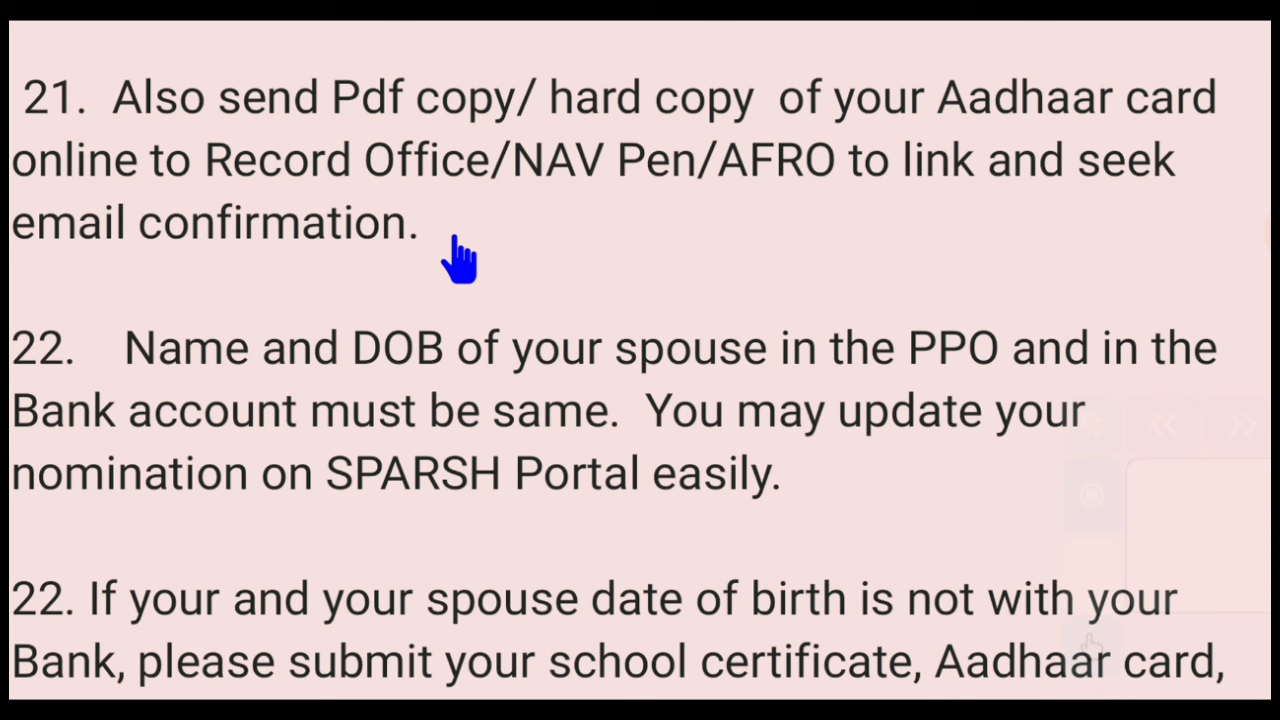 21. Also send Pdf copy/ hard copy of your Aadhaar card
online to Record Office/NAV Pen/AFRO to link and seek
email confirmation.
22. Name and DOB of your spouse in the PPO and in the
Bank account must be same. You may update your
nomination on SPARSH Portal easily.
22. If your and your spouse date of birth is not with your
Bank, please submit your school certificate, Aadhaar card,